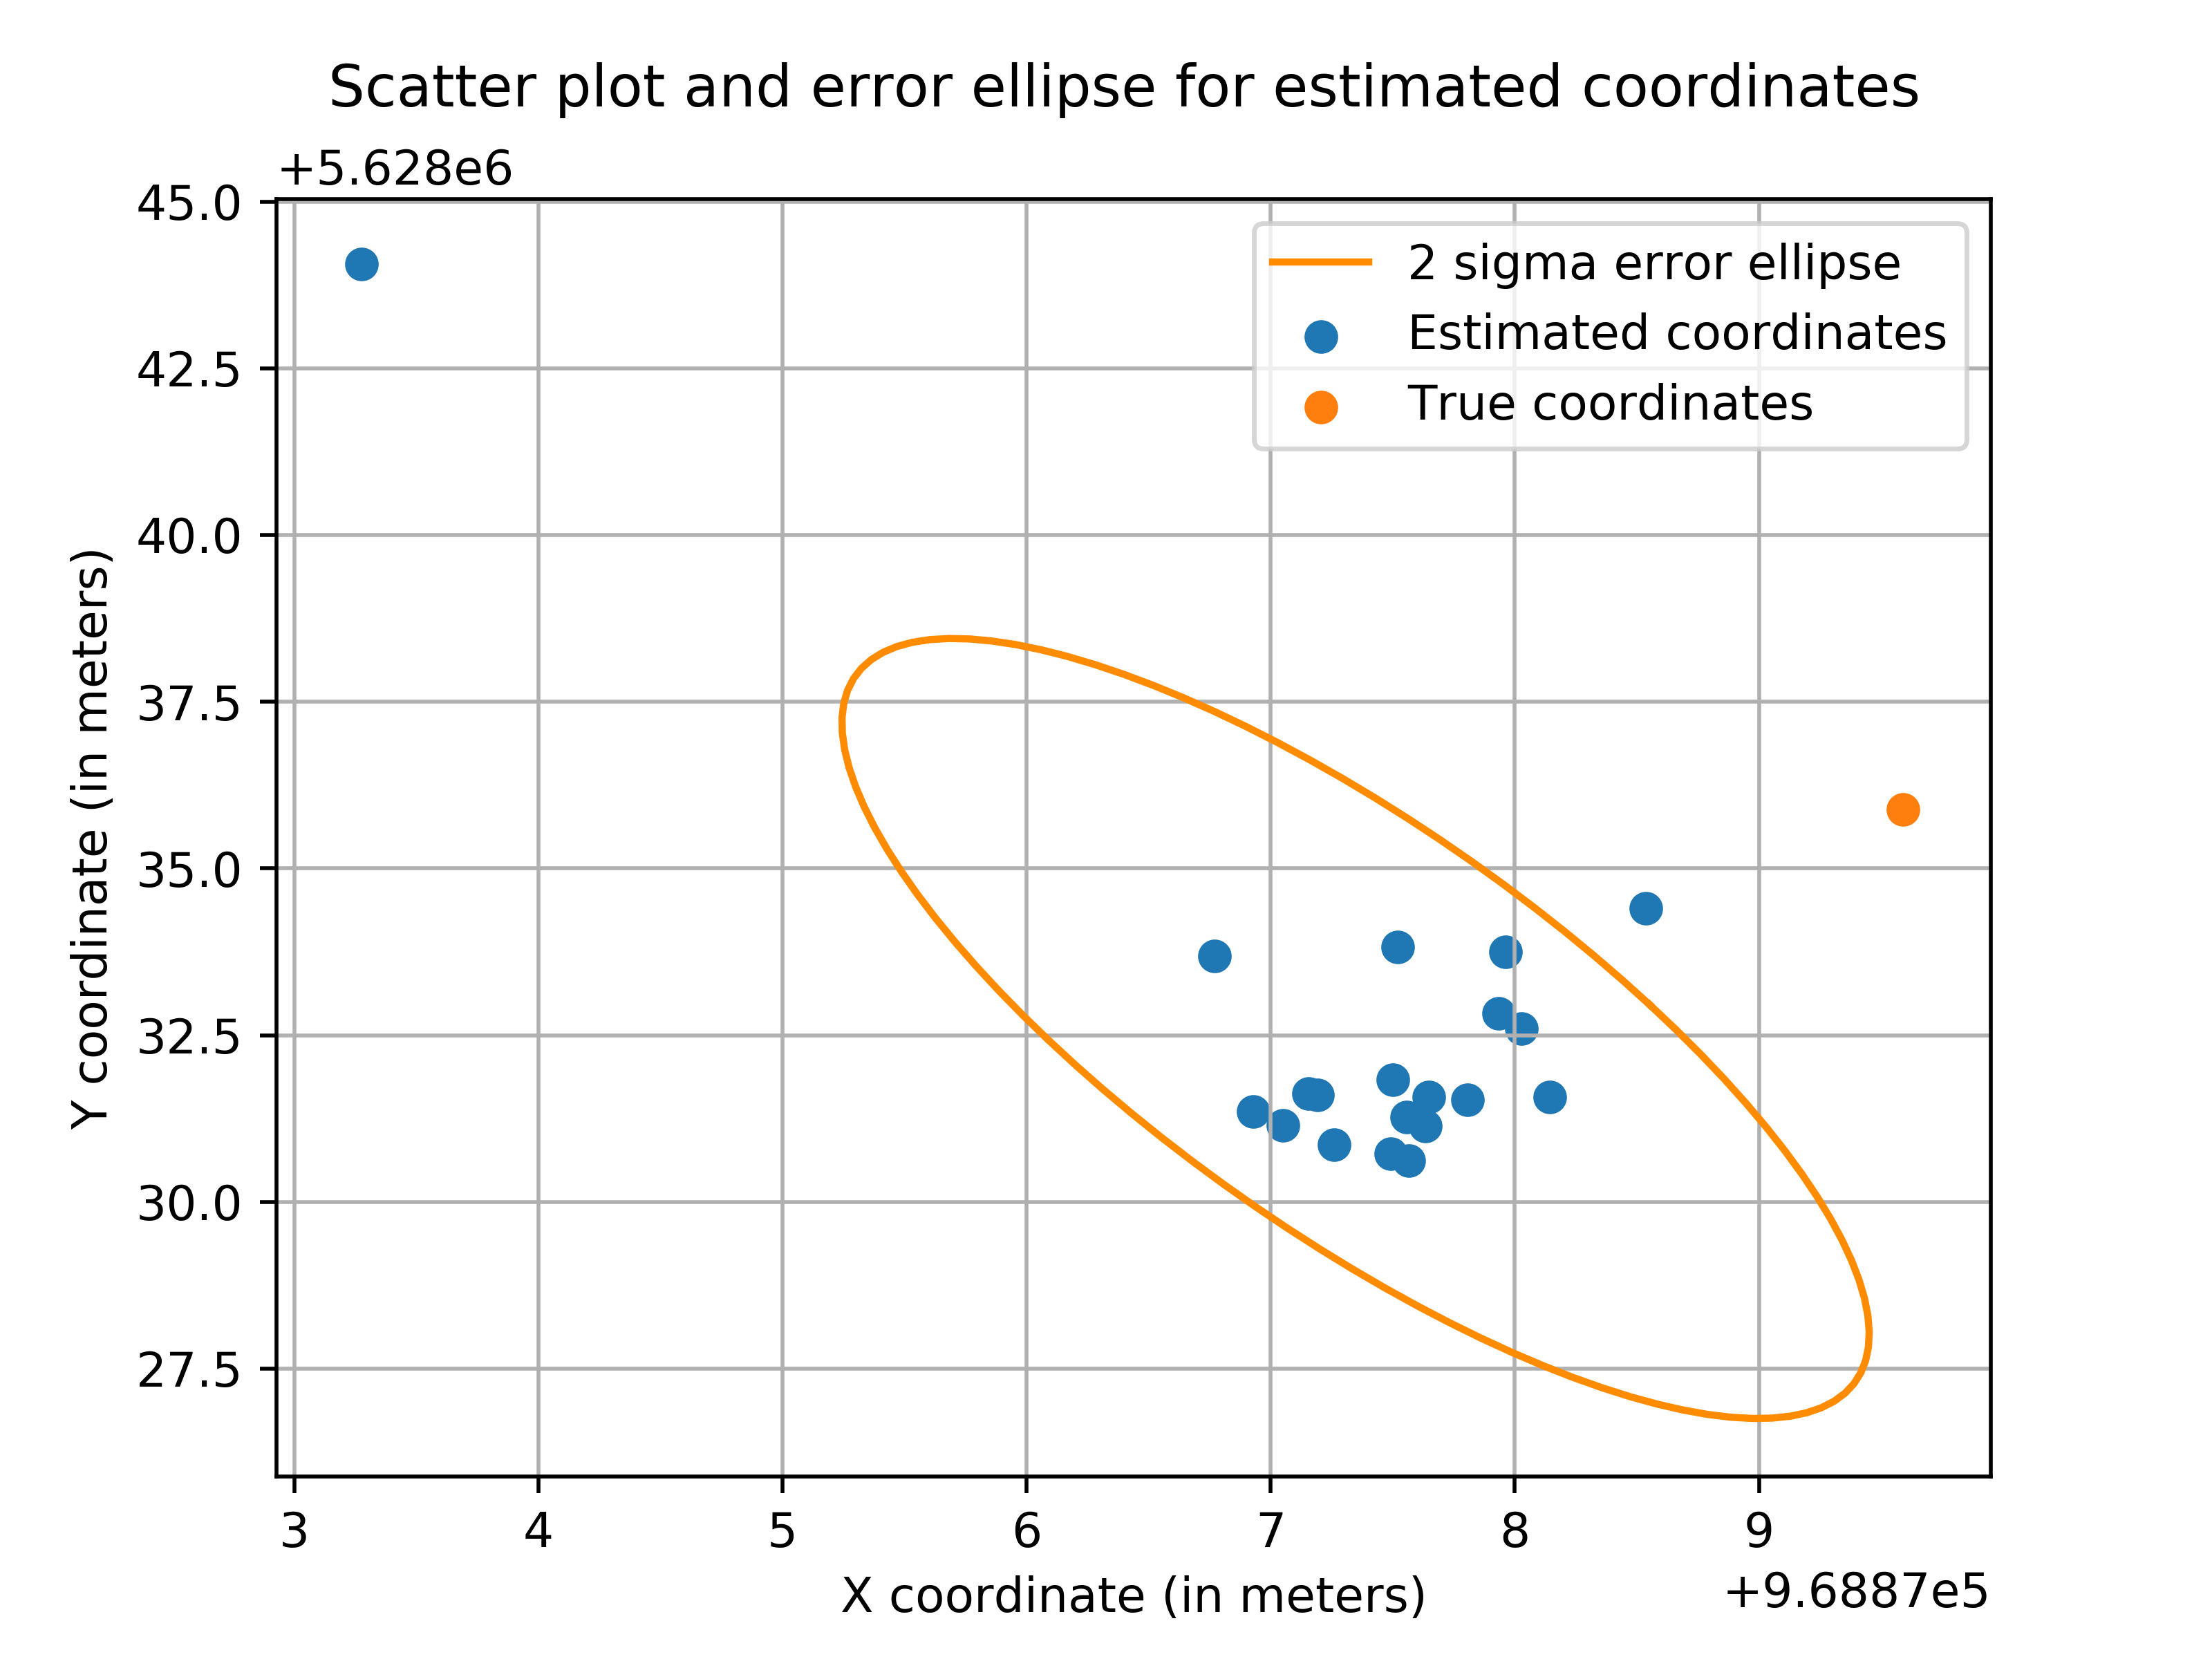 Scatter plot and error ellipse for estimated coordinates
+5.628e6
45.0
42.5
40.0
37.5
35.0
32.5
30.0
27.5
Y coordinate (in meters)
2 sigma error ellipse
Estimated coordinates
True coordinates
3 4 5 6 7 8 9
X coordinate (in meters)
+9.6887e5